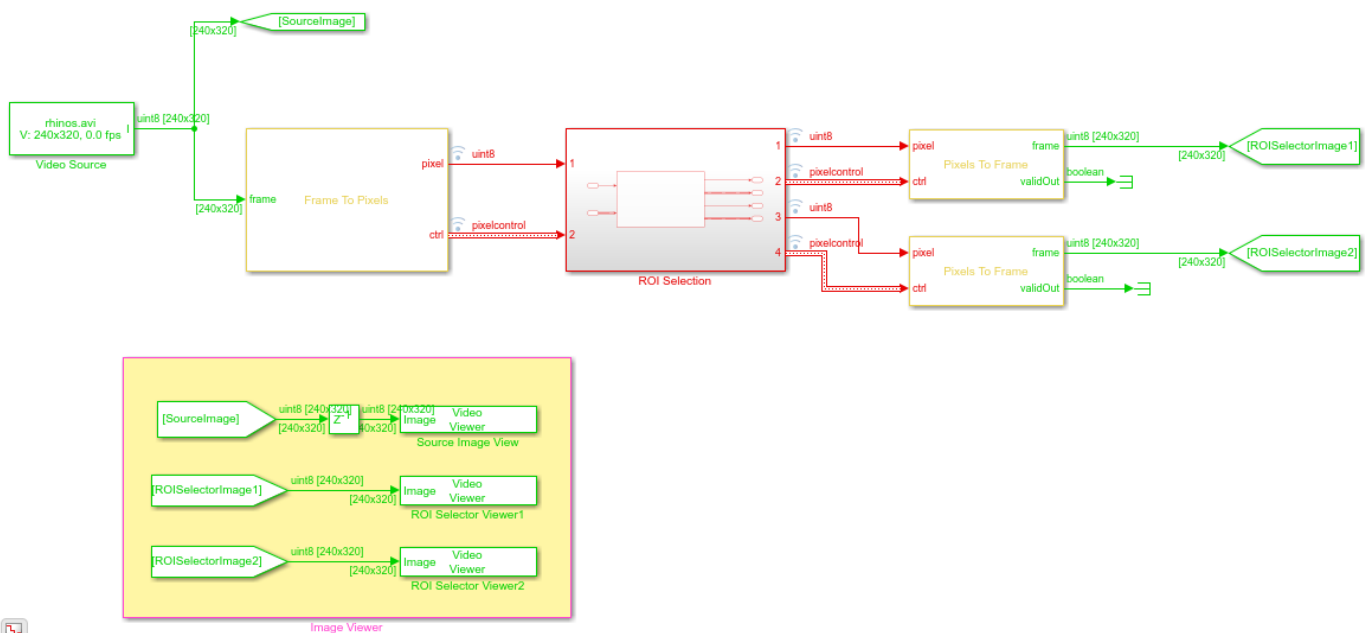 [SourceImage]
[240x320]
rhinos.avi
V: 240x320, 0.0 fps
I
uint8 [240x320]
Video Source
[240x320]
frame
Frame To Pixels
pixel
ctrl
uint8
pixelcontrol
1
2
1
2
3
4
ROI Selection
uint8
pixelcontrol
uint8
pixelcontrol
pixel
ctrl
Pixels To Frame
frame
validOut
uint8 [240x320]
[240x320]
boolean
[ROISelectorImage1]
pixel
ctrl
Pixels To Frame
frame
validOut
uint8 [240x320]
[240x320]
boolean
[ROISelectorImage2]
[SourceImage]
uint8 [240x320]
[240x320]
Z-1
uint8 [240x320]
[240x320]
Image
Video
Viewer
Source Image View
[ROISelectorImage1]
uint8 [240x320]
[240x320]
Image
Video
Viewer
ROI Selector Viewer1
[ROISelectorImage2]
uint8 [240x320]
[240x320]
Image
Video
Viewer
ROI Selector Viewer2
Image Viewer